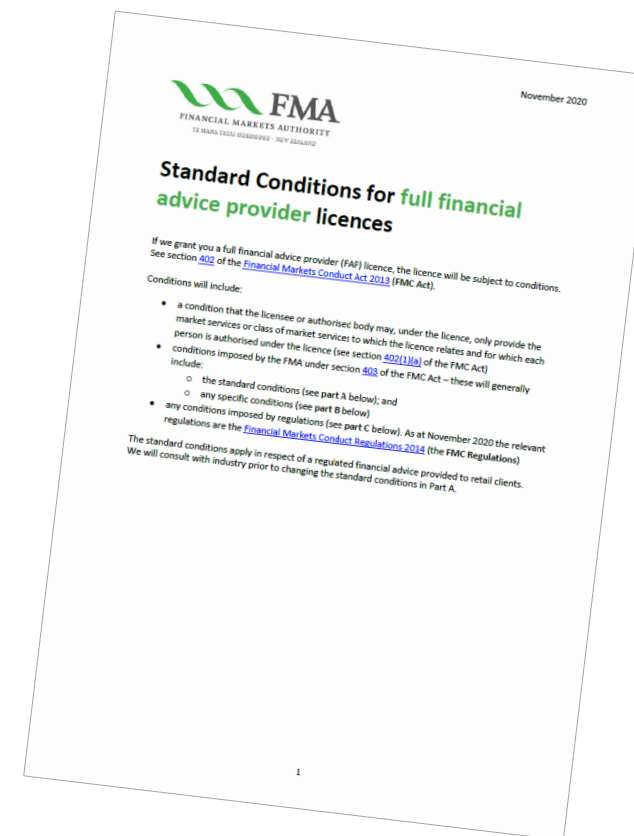 November 2020
FMA
FINANCIAL MARKETS AUTHORITY
TE MANA TATAI HOKOHOKO - NEW ZEALAND
Standard Conditions for full financial
advice provider licences
If we grant you a full financial advice provider (FAF) licence, the licence will be subject to conditions.
See section 402 of the Financial Markets Conduct Act 2013 (FMC Act).
Conditions will include:
• a condition that the licensee or authorised body may, under the licence, only provide the
market services or class of market services to which the licence relates and for which each
person is authorised under the licence (see section 402(1)(a) of the FMC Act)
• conditions imposed by the FMA under section 403 of the FMC Act – these will generally
include:
o the standard conditions (see part A below); and
o any specific conditions (see part B below)
• any conditions imposed by regulations (see part C below). As at November 2020 the relevant
regulations are the Financial Markets Conduct Regulations 2014 (the FMC Regulations)
The standard conditions apply in respect of a regulated financial advice provided to retail clients.
We will consult with industry prior to changing the standard conditions in Part A.
1